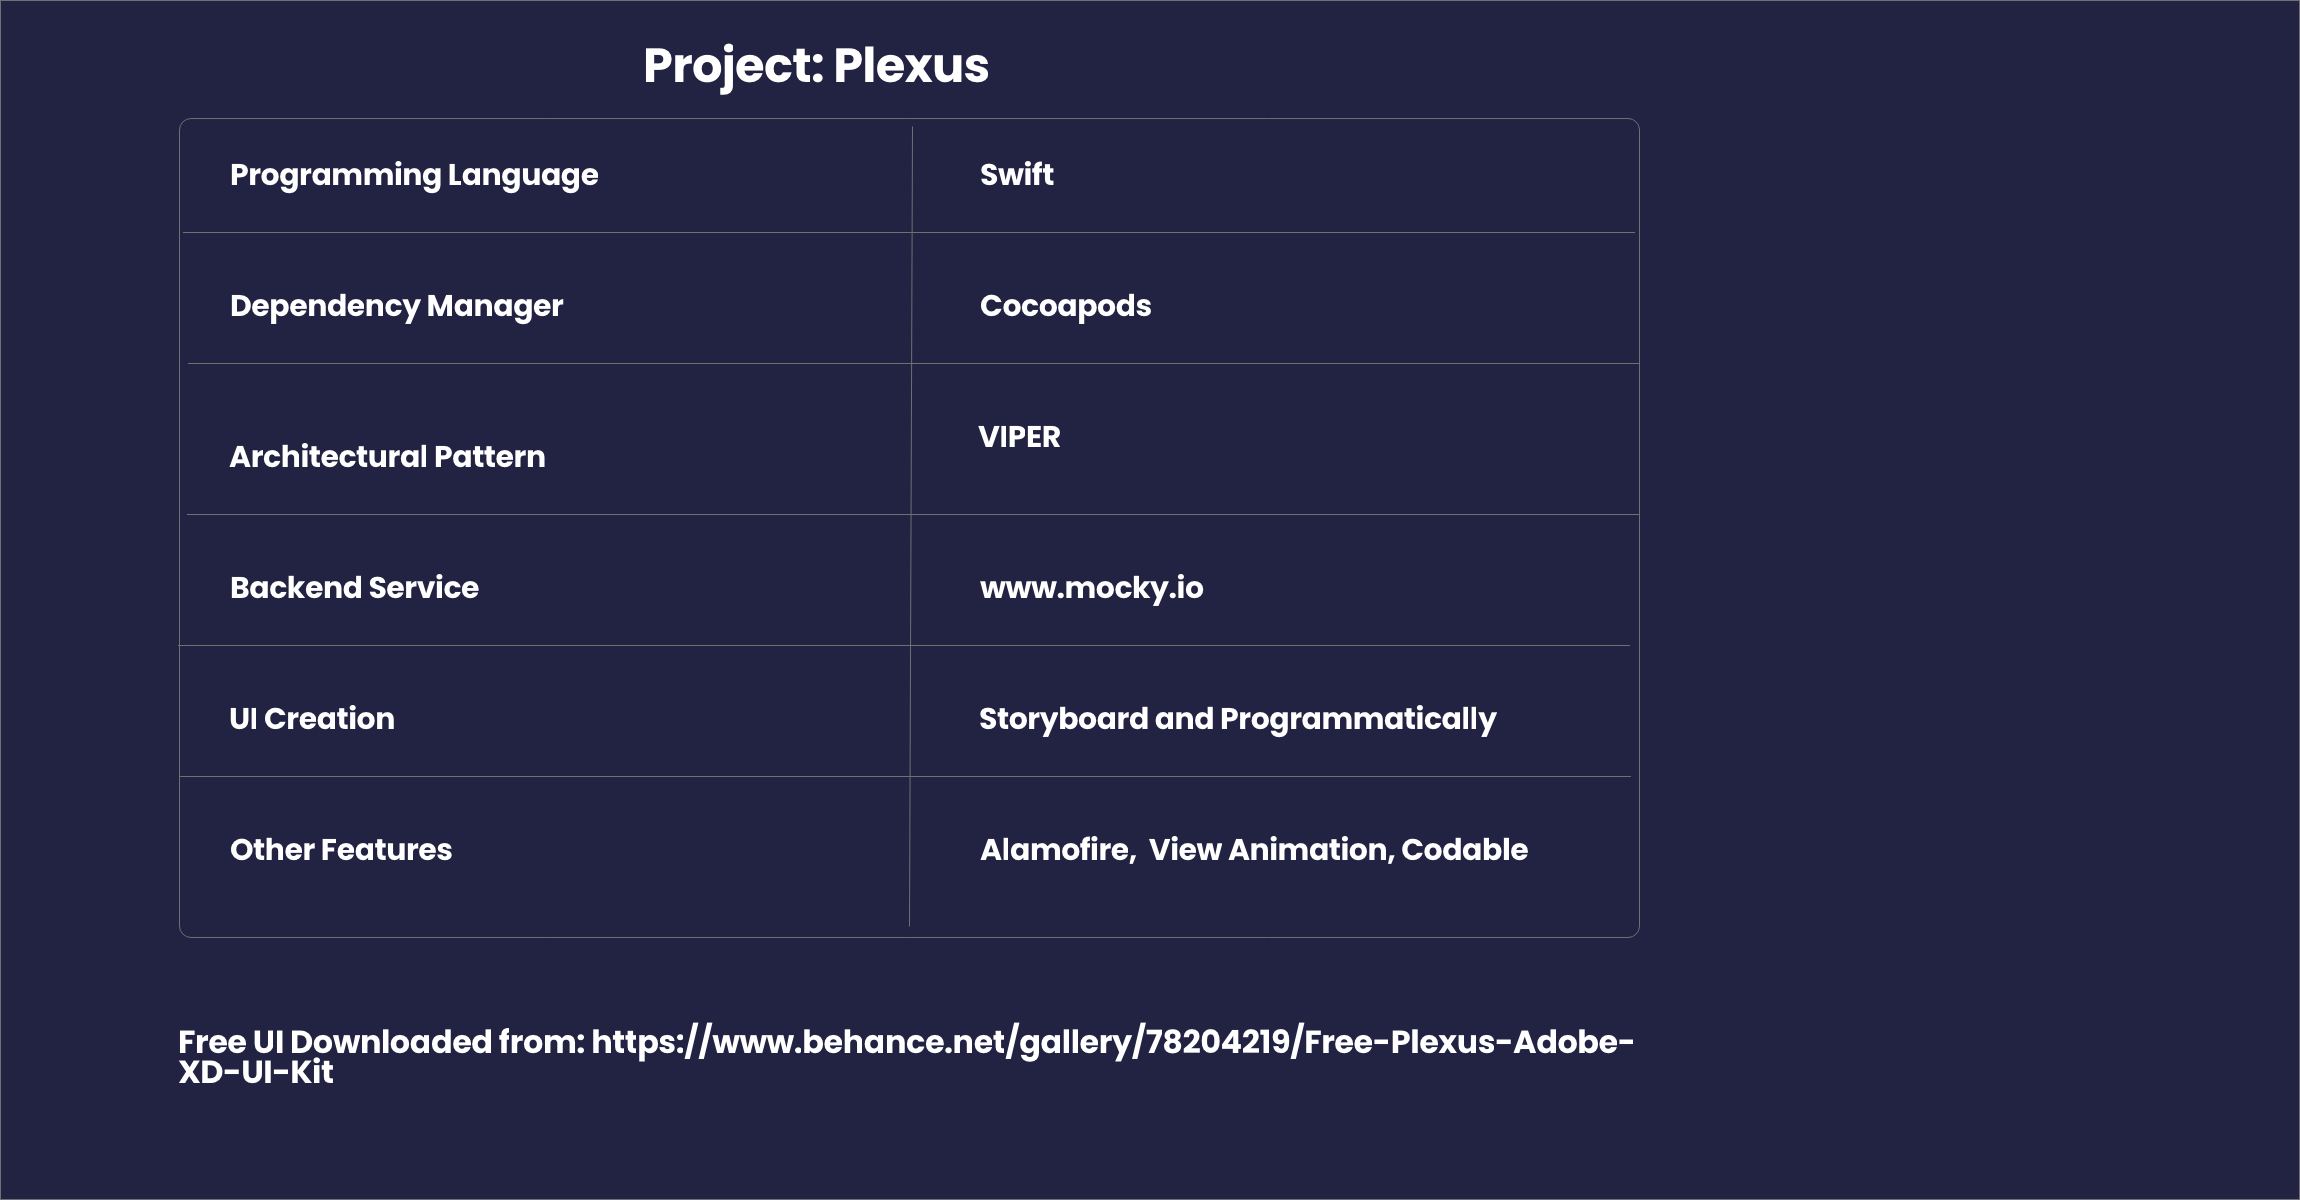 Project: Plexus
Programming Language
Swift
Dependency Manager
Cocoapods
Architectural Pattern
VIPER
Backend Service
www.mocky.io
UI Creation
Storyboard and Programmatically
Other Features
Alamofire,  View Animation, Codable
Free UI Downloaded from: https://www.behance.net/gallery/78204219/Free-Plexus-Adobe-
XD-UI-Kit